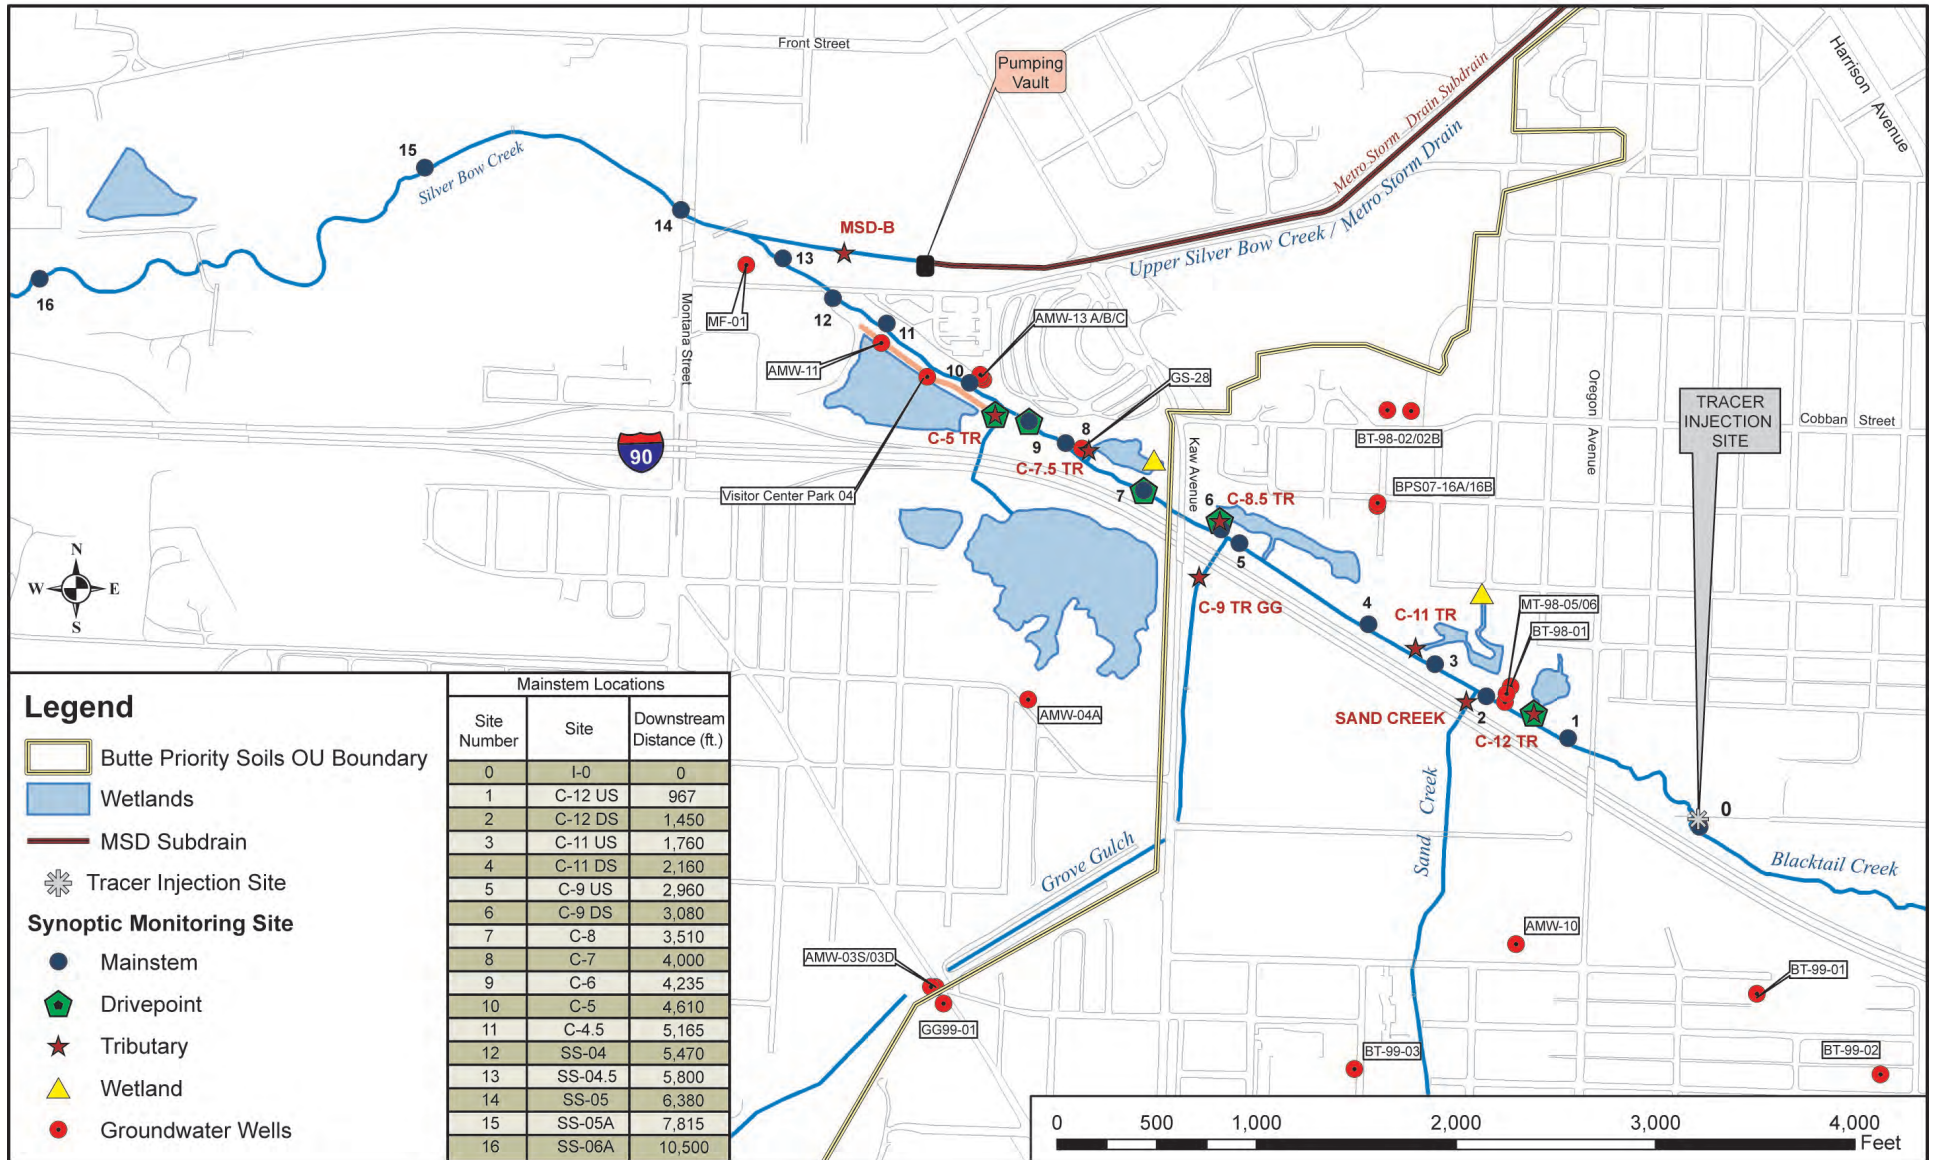 Front Street
Pumping
Vault
Metro Storm Drain Subdrain
Harrison Avenue
15
Silver Bow Creek
14
MSD-B
Upper Silver Bow Creek / Metro Storm Drain
13
16
MF-01
12
11
AMW-13 A/B/C
Montana Street
AMW-11
10
GS-28
Oregon Avenue
TRACER
INJECTION
SITE
Cobban Street
C-5 TR
9
8
BT-98-02/02B
90
C-7.5 TR
Kaw Avenue
Visitor Center Park 04
7
6
C-8.5 TR
BPS07-16A/16B
5
N
W
E
S
C-9 TR GG
4
C-11 TR
MT-98-05/06
BT-98-01
3
AMW-04A
SAND CREEK
2
C-12 TR
1
0
Sand Creek
Grove Gulch
Blacktail Creek
AMW-10
AMW-03S/03D
BT-99-01
GG99-01
BT-99-03
BT-99-02
Legend
Butte Priority Soils OU Boundary
Wetlands
MSD Subdrain
Tracer Injection Site
Synoptic Monitoring Site
Mainstem
Drivepoint
Tributary
Wetland
Groundwater Wells
Mainstem Locations
Site Number Site Downstream Distance (ft.)
0 I-0 0
1 C-12 US 967
2 C-12 DS 1,450
3 C-11 US 1,760
4 C-11 DS 2,160
5 C-9 US 2,960
6 C-9 DS 3,080
7 C-8 3,510
8 C-7 4,000
9 C-6 4,235
10 C-5 4,610
11 C-4.5 5,165
12 SS-04 5,470
13 SS-04.5 5,800
14 SS-05 6,380
15 SS-05A 7,815
16 SS-06A 10,500
0 500 1,000 2,000 3,000 4,000
Feet